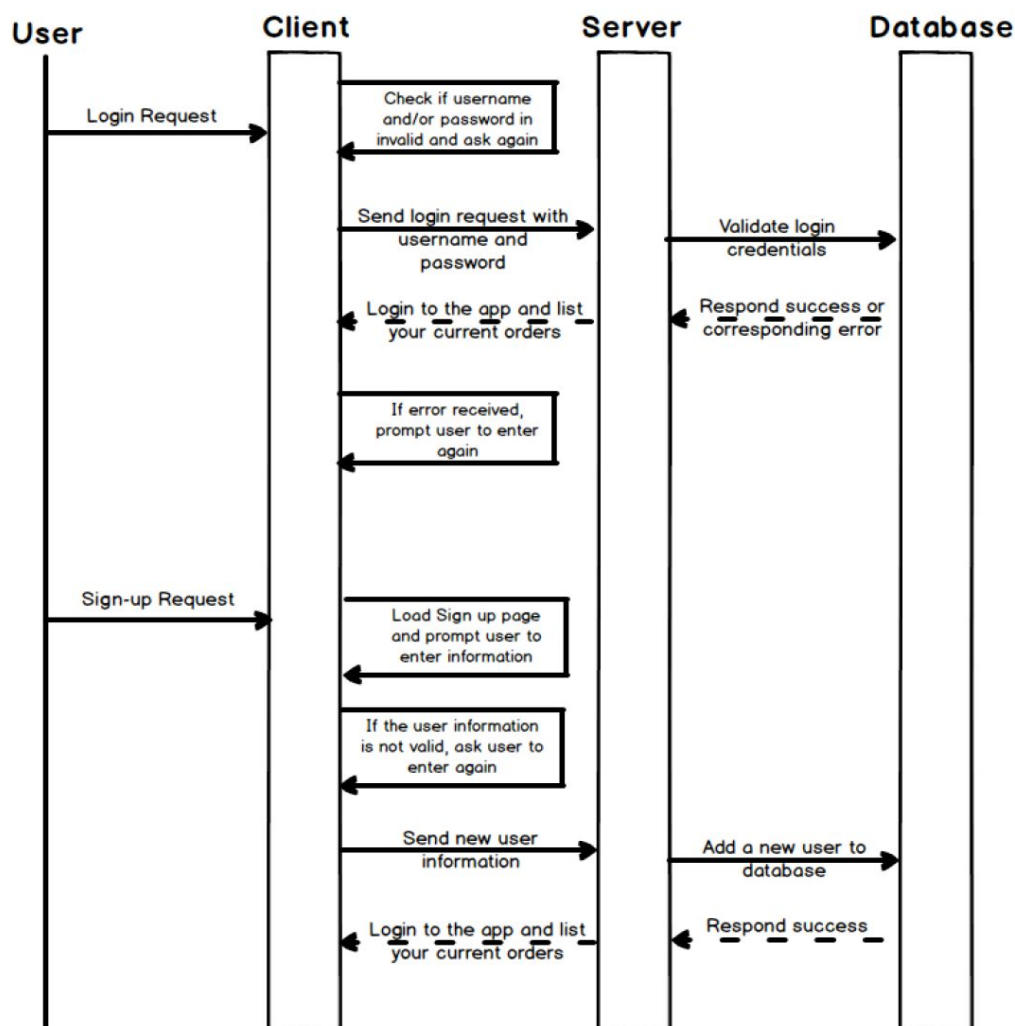 User
Client
Server
Database
Login Request
Check if username
and/or password in
invalid and ask again
Send login request with
username and
password
Validate login
credentials
Login to the app and list
your current orders
Respond success or
corresponding error
If error received,
prompt user to enter
again
Sign-up Request
Load Sign up page
and prompt user to
enter information
If the user information
is not valid, ask user to
enter again
Send new user
information
Add a new user to
database
Login to the app and list
your current orders
Respond success